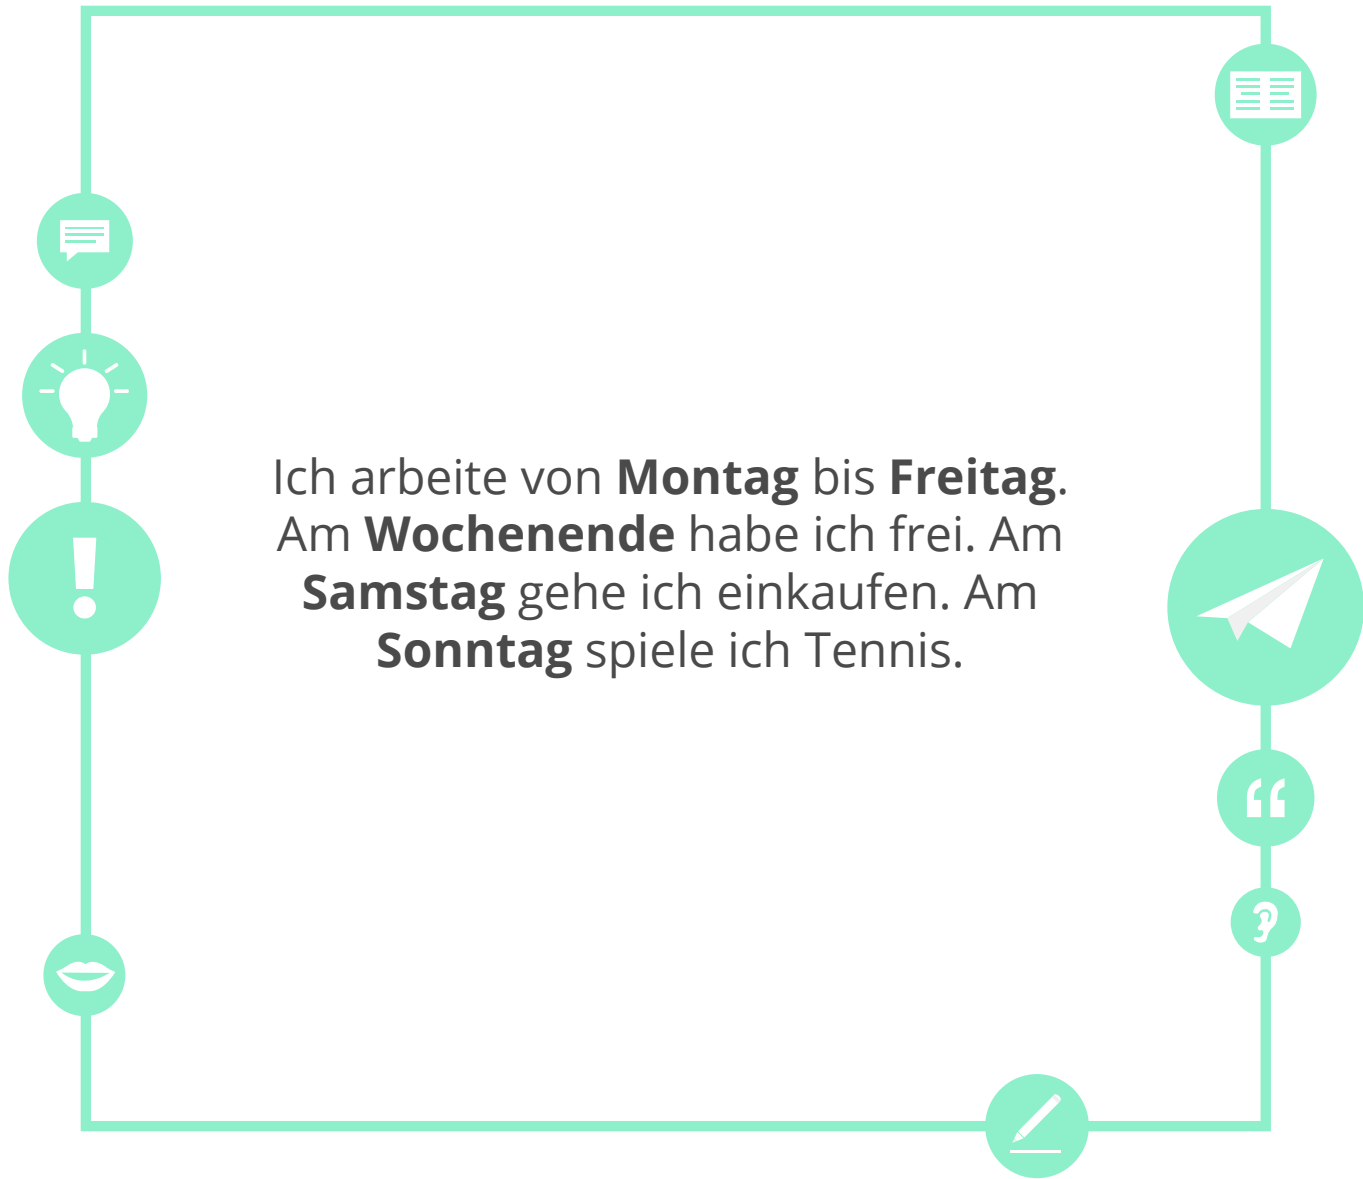 Ich arbeite von Montag bis Freitag.
Am Wochenende habe ich frei. Am
Samstag gehe ich einkaufen. Am
Sonntag spiele ich Tennis.